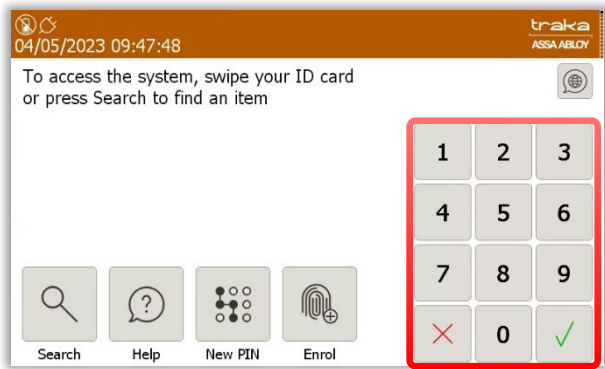 traka
04/05/2023 09:47:48
ASSA ABLOY
To access the system, swipe your ID card
or press Search to find an item
1 2 3
4 5 6
7 8 9
0
Search Help New PIN Enrol